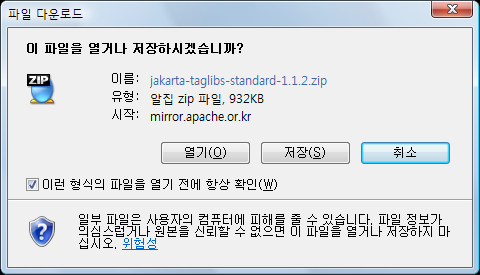 파일 다운로드
이 파일을 열거나 저장하시겠습니까?
ZIP
이름: jakarta-taglibs-standard-1.1.2.zip
유형: 알집 zip 파일, 932KB
시작: mirror.apache.or.kr
열기(O) 저장(S) 취소
이런 형식의 파일을 열기 전에 항상 확인(W)
일부 파일은 사용자의 컴퓨터에 피해를 줄 수 있습니다. 파일 정보가
의심스럽거나 원본을 신뢰할 수 없으면 이 파일을 열거나 저장하지 마
십시오. 위험성